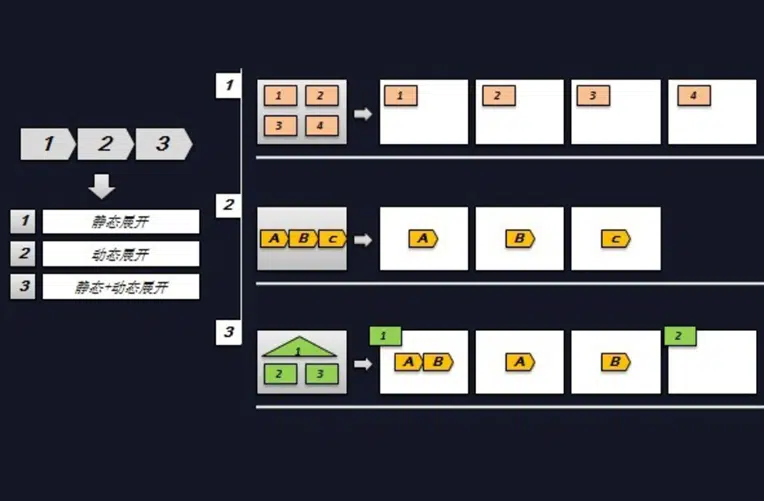 1 2 3
1 静态展开
2 动态展开
3 静态+动态展开
1
1 2
3 4
1 2 3 4
2
A B C
A B C
3
1
2 3
1 2
A B A B